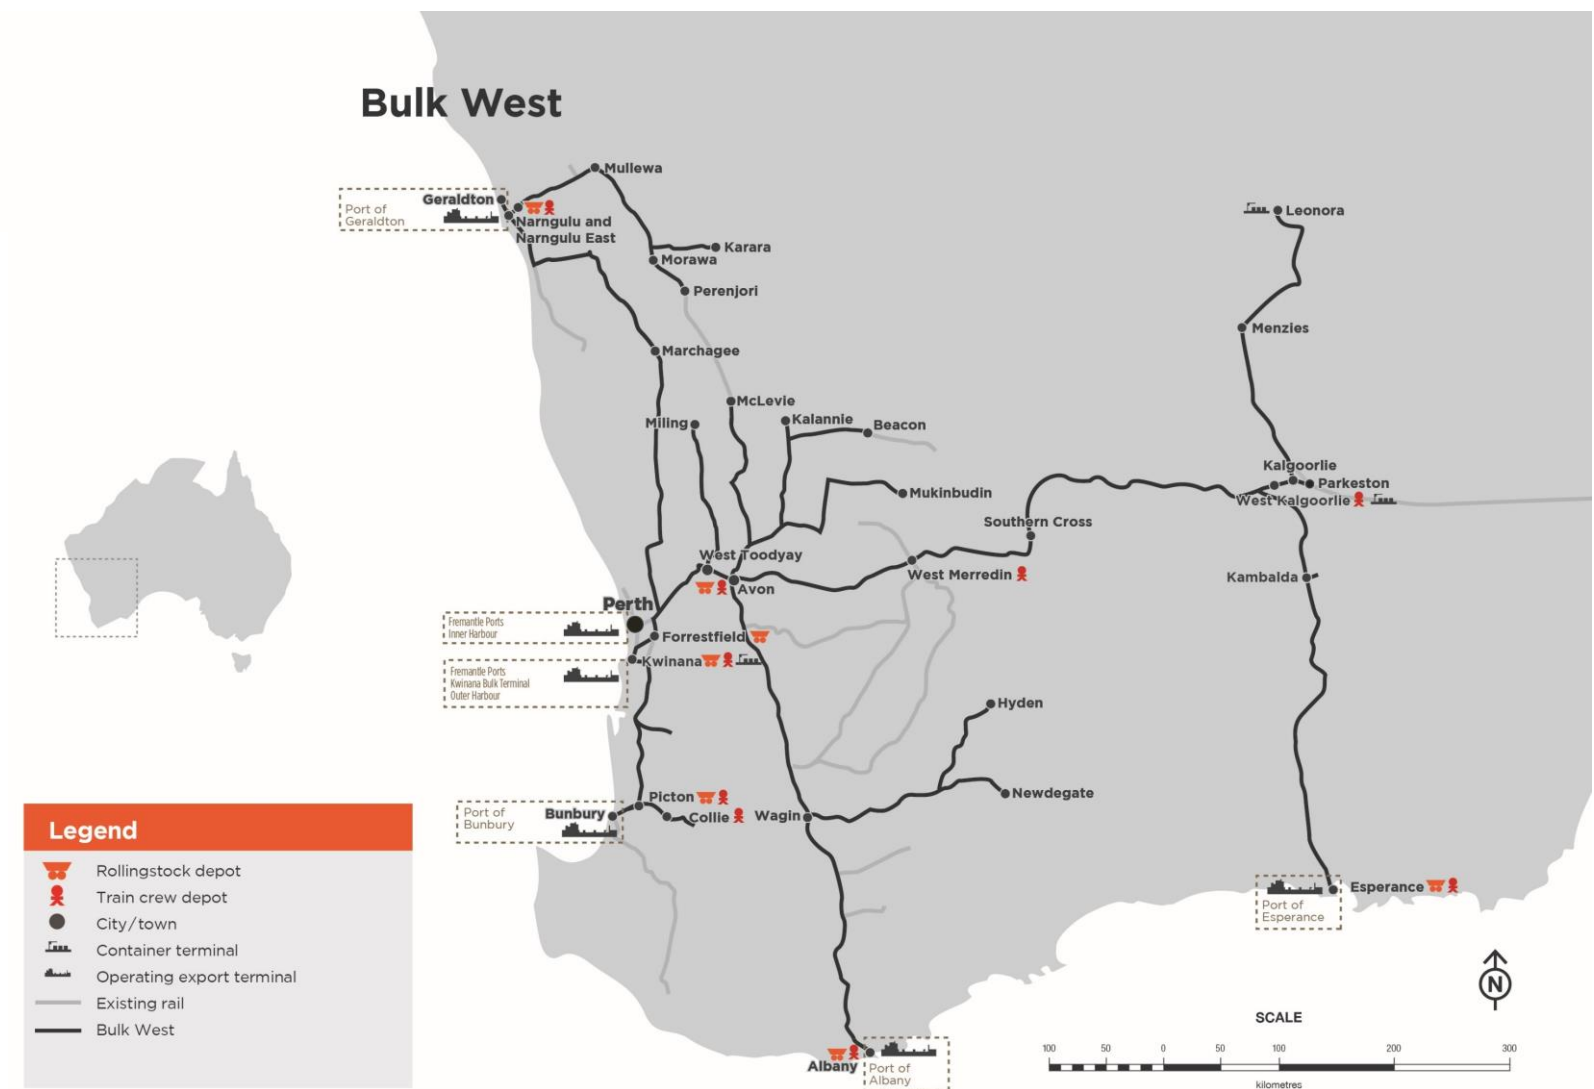 Bulk West
Mullewa
Geraldton
Port of
Geraldton
Narngulu and
Narngulu East
Leonora
Karara
Morawa
Perenjori
Menzies
Marchagee
McLevie
Kalannie
Beacon
Miling
Kalgoorlie
Parkeston
West Kalgoorlie
Mukinbudin
Southern Cross
West Toodyay
West Merredin
Kambalda
Avon
Perth
Fremantle Ports
Inner Harbour
Forrestfield
Kwinana
Fremantle Ports
Kwinana Bulk Terminal
Outer Harbour
Hyden
Newdegate
Picton
Port of
Bunbury
Bunbury
Collie
Wagin
Esperance
Port of
Esperance
Albany
Port of
Albany
Legend
Rollingstock depot
Train crew depot
City/town
Container terminal
Operating export terminal
Existing rail
Bulk West
N
SCALE
100 50 0 50 100 200 300
kilometres